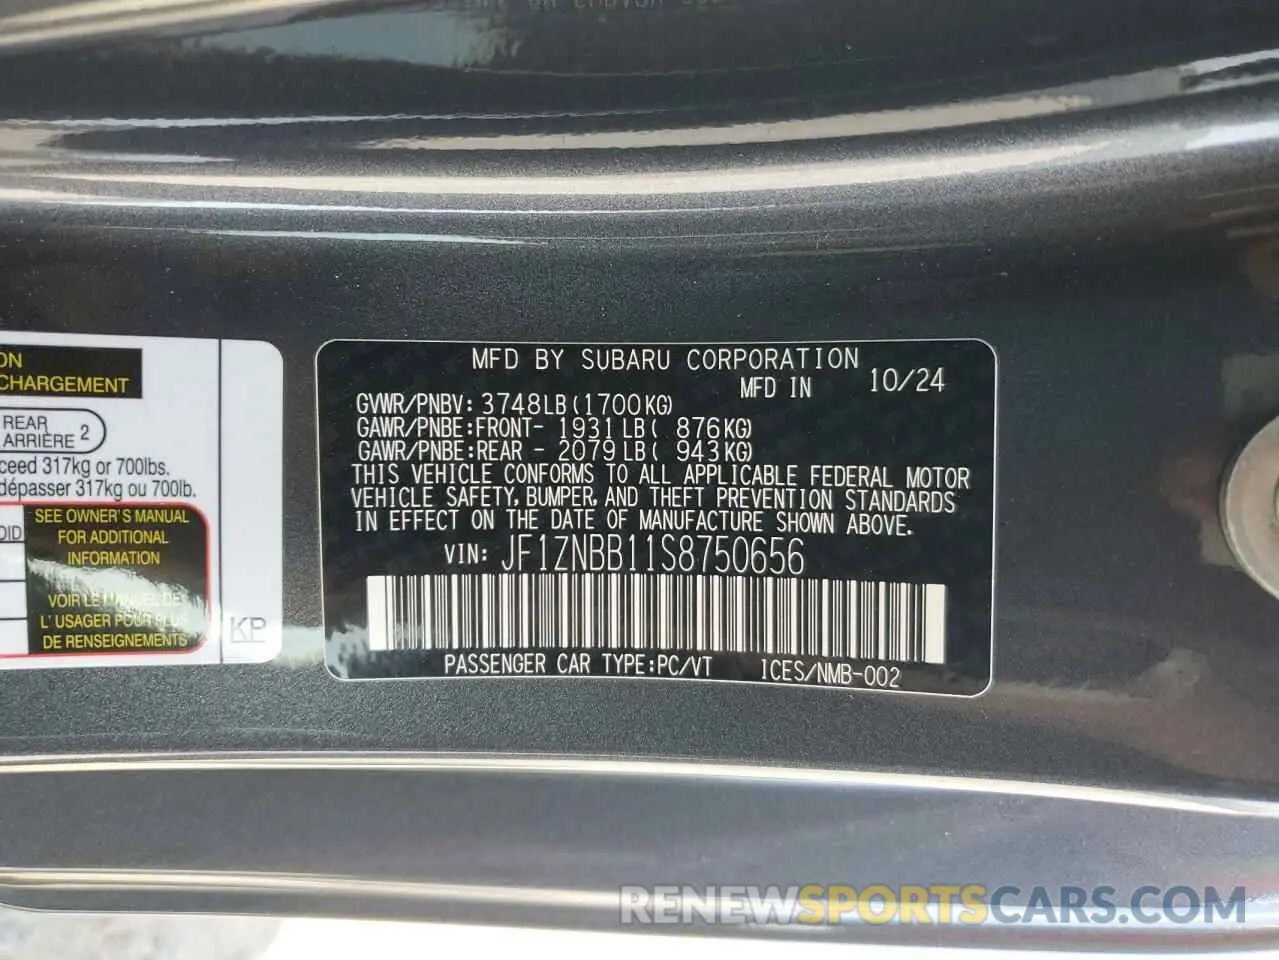 ON
CHARGEMENT
REAR
ARRIÈRE 2
ceed 317kg or 700lbs.
dépasser 317kg ou 700lb.
OID
SEE OWNER'S MANUAL
FOR ADDITIONAL
INFORMATION
VOIR LE MANUEL DE
L'USAGER POUR PLUS
DE RENSEIGNEMENTS
KP
MFD BY SUBARU CORPORATION
MFD IN 10/24
GVWR/PNBV: 3748LB(1700KG)
GAWR/PNBE:FRONT- 1931LB( 876KG)
GAWR/PNBE:REAR - 2079LB( 943KG)
THIS VEHICLE CONFORMS TO ALL APPLICABLE FEDERAL MOTOR
VEHICLE SAFETY, BUMPER, AND THEFT PREVENTION STANDARDS
IN EFFECT ON THE DATE OF MANUFACTURE SHOWN ABOVE.
VIN: JF1ZNBB11S8750656
PASSENGER CAR TYPE:PC/VT ICES/NMB-002
RENEWSPORTSCARS.COM